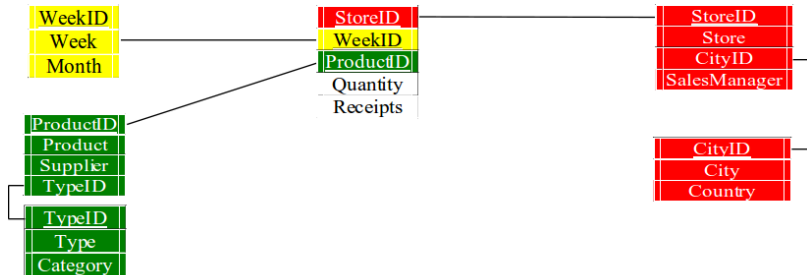 WeekID
Week
Month
StoreID
WeekID
ProductID
Quantity
Receipts
StoreID
Store
CityID
SalesManager
ProductID
Product
Supplier
TypeID
TypeID
Type
Category
CityID
City
Country